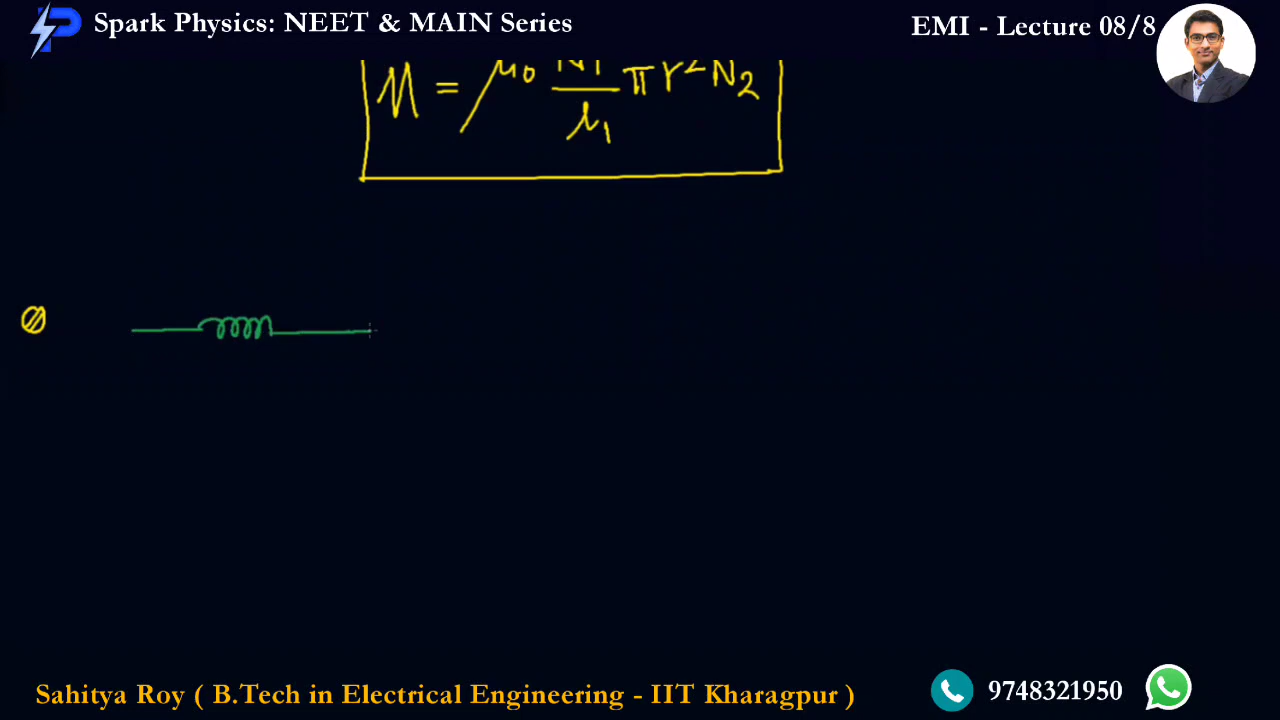 Spark Physics: NEET & MAIN Series
EMI - Lecture 08/8
M = μ₀ N₁/l₁ πr² N₂
Sahitya Roy ( B.Tech in Electrical Engineering - IIT Kharagpur )
9748321950